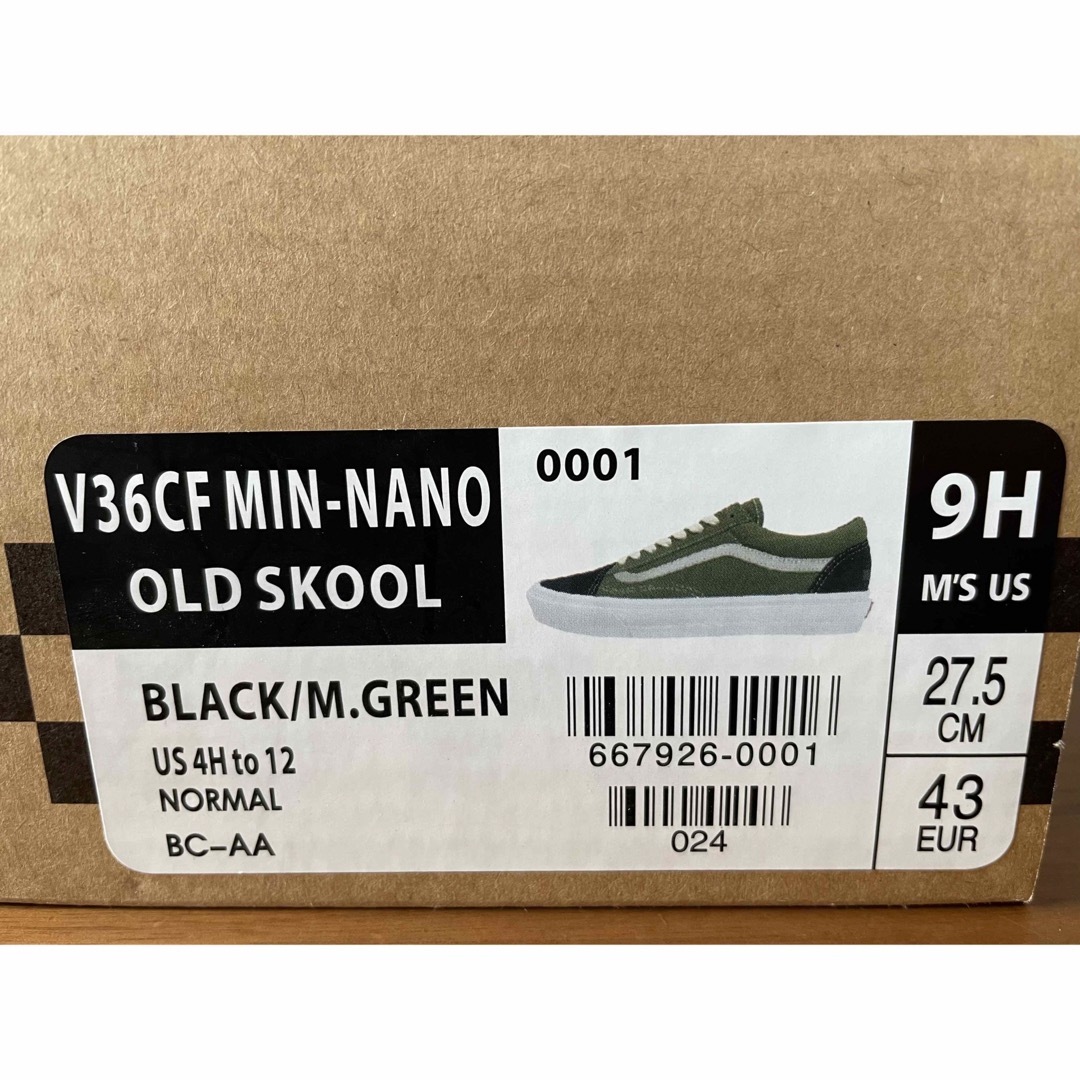 V36CF MIN-NANO
OLD SKOOL
0001
9H
M'S US
BLACK/M.GREEN
US 4H to 12
NORMAL
BC-AA
667926-0001
024
27.5
CM
43
EUR